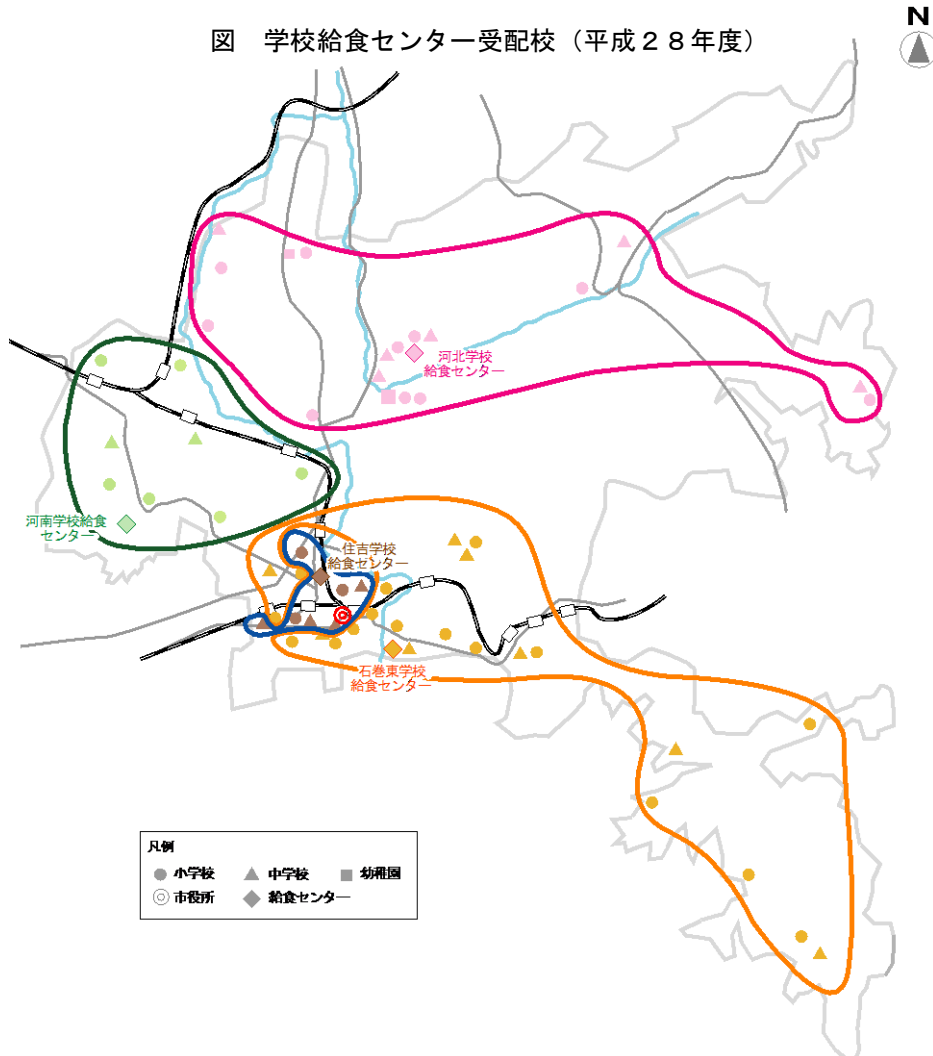 N
図　学校給食センター受配校（平成２８年度）
河北学校
給食センター
河南学校給食
センター
住吉学校
給食センター
石巻東学校
給食センター
凡例
小学校
中学校
幼稚園
市役所
給食センター